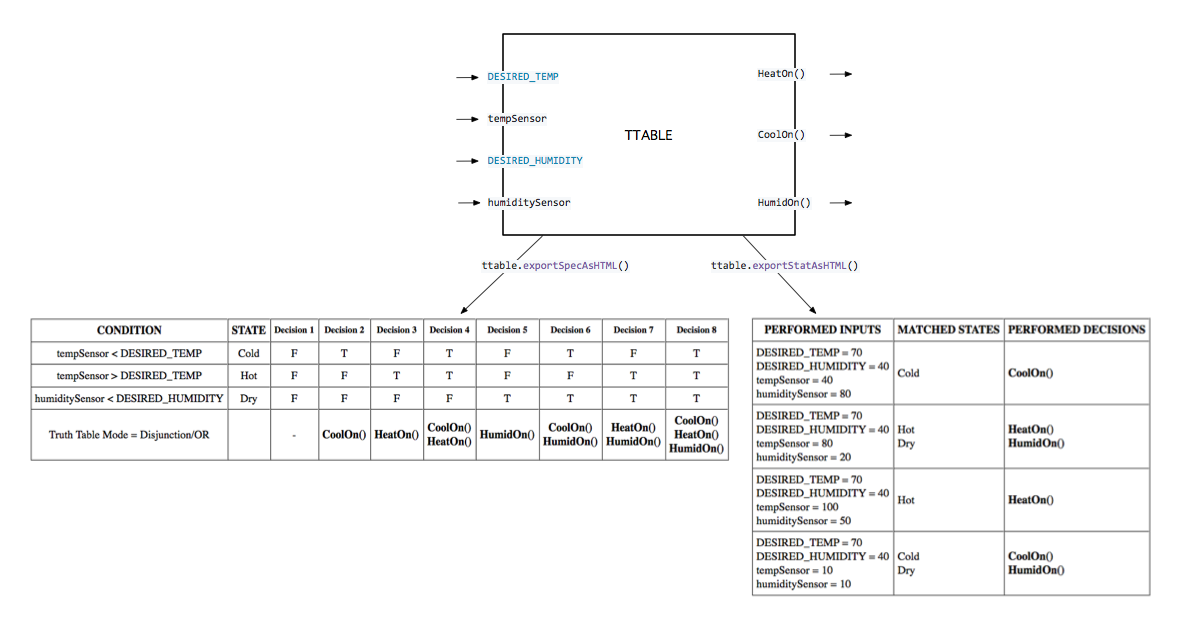 DESIRED_TEMP
HeatOn()
tempSensor
TTABLE
CoolOn()
DESIRED_HUMIDITY
humiditySensor
HumidOn()
ttable.exportSpecAsHTML()
ttable.exportStatAsHTML()
CONDITION STATE Decision 1 Decision 2 Decision 3 Decision 4 Decision 5 Decision 6 Decision 7 Decision 8
tempSensor < DESIRED_TEMP Cold F T F T F T F T
tempSensor > DESIRED_TEMP Hot F F T T F F T T
humiditySensor < DESIRED_HUMIDITY Dry F F F F T T T T
Truth Table Mode = Disjunction/OR - CoolOn() HeatOn() CoolOn() HeatOn() HumidOn() CoolOn() HumidOn() HeatOn() HumidOn() CoolOn() HeatOn() HumidOn()
PERFORMED INPUTS MATCHED STATES PERFORMED DECISIONS
DESIRED_TEMP = 70
DESIRED_HUMIDITY = 40
tempSensor = 40
humiditySensor = 80
Cold
CoolOn()
DESIRED_TEMP = 70
DESIRED_HUMIDITY = 40
tempSensor = 80
humiditySensor = 20
Hot
Dry
HeatOn()
HumidOn()
DESIRED_TEMP = 70
DESIRED_HUMIDITY = 40
tempSensor = 100
humiditySensor = 50
Hot
HeatOn()
DESIRED_TEMP = 70
DESIRED_HUMIDITY = 40
tempSensor = 10
humiditySensor = 10
Cold
Dry
CoolOn()
HumidOn()